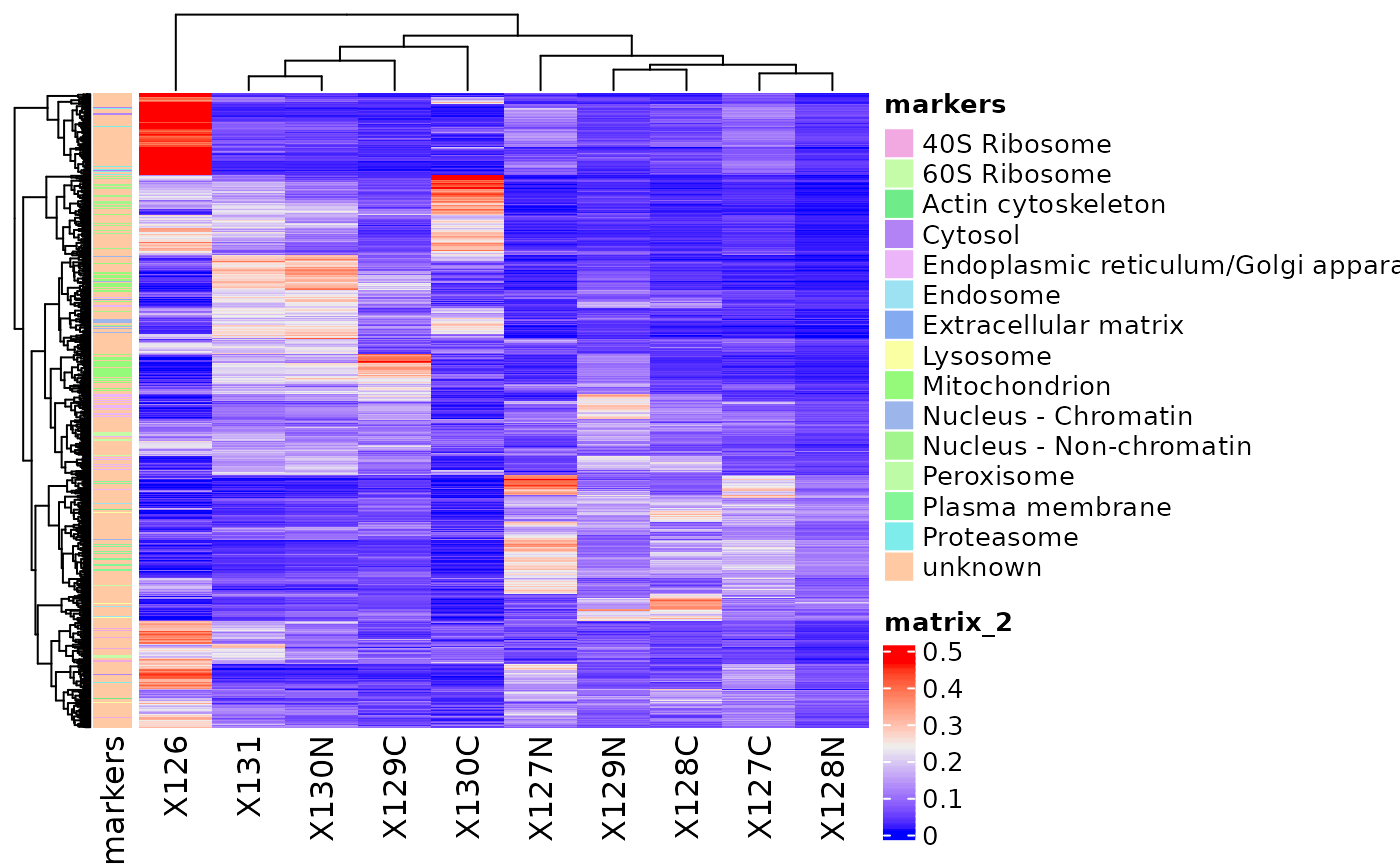 markers
40S Ribosome
60S Ribosome
Actin cytoskeleton
Cytosol
Endoplasmic reticulum/Golgi appara
Endosome
Extracellular matrix
Lysosome
Mitochondrion
Nucleus - Chromatin
Nucleus - Non-chromatin
Peroxisome
Plasma membrane
Proteasome
unknown
matrix_2
0.5
0.4
0.3
0.2
0.1
0
markers
X126
X131
X130N
X129C
X130C
X127N
X129N
X128C
X127C
X128N